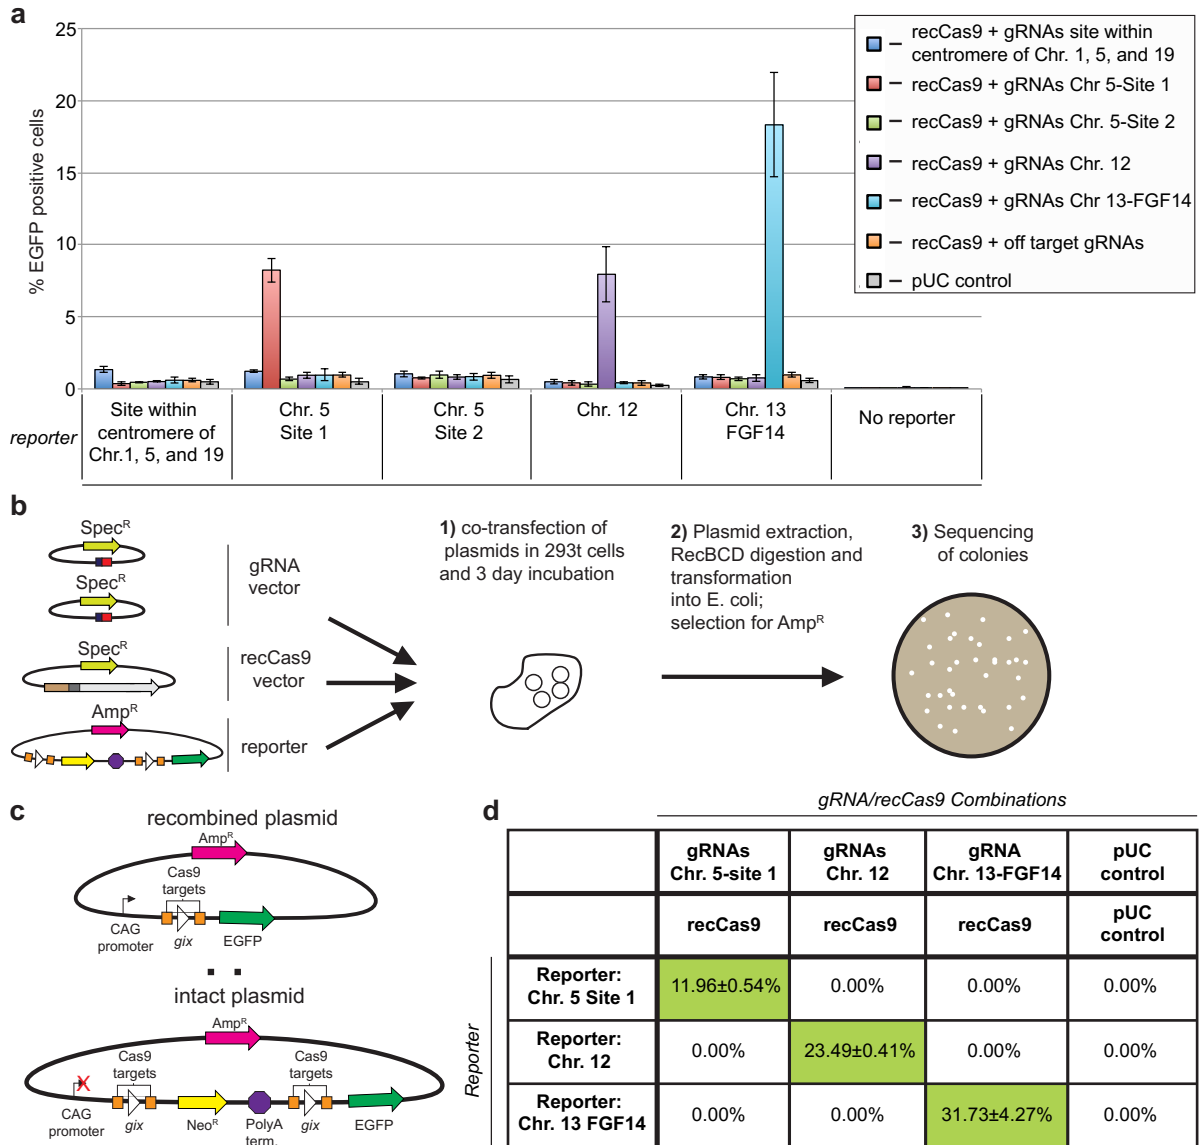 a
25
20
15
10
5
0
% EGFP positive cells
recCas9 + gRNAs site within
centromere of Chr. 1, 5, and 19
recCas9 + gRNAs Chr 5-Site 1
recCas9 + gRNAs Chr. 5-Site 2
recCas9 + gRNAs Chr. 12
recCas9 + gRNAs Chr 13-FGF14
recCas9 + off target gRNAs
pUC control
reporter
Site within
centromere of
Chr.1, 5, and 19
Chr. 5
Site 1
Chr. 5
Site 2
Chr. 12
Chr. 13
FGF14
No reporter
b
Spec^R
Spec^R
gRNA
vector
Spec^R
recCas9
vector
Amp^R
reporter
1) co-transfection of
plasmids in 293t cells
and 3 day incubation
2) Plasmid extraction,
RecBCD digestion and
transformation
into E. coli;
selection for Amp^R
3) Sequencing
of colonies
c
recombined plasmid
Amp^R
Cas9
targets
CAG
promoter
gix
EGFP
intact plasmid
Amp^R
Cas9
targets
Cas9
targets
X
CAG
promoter
gix
Neo^R
PolyA
term.
gix
EGFP
d
gRNA/recCas9 Combinations
gRNAs
Chr. 5-site 1
gRNAs
Chr. 12
gRNA
Chr. 13-FGF14
pUC
control
recCas9
recCas9
recCas9
pUC
control
Reporter
Reporter:
Chr. 5 Site 1
11.96±0.54%
0.00%
0.00%
0.00%
Reporter:
Chr. 12
0.00%
23.49±0.41%
0.00%
0.00%
Reporter:
Chr. 13 FGF14
0.00%
0.00%
31.73±4.27%
0.00%